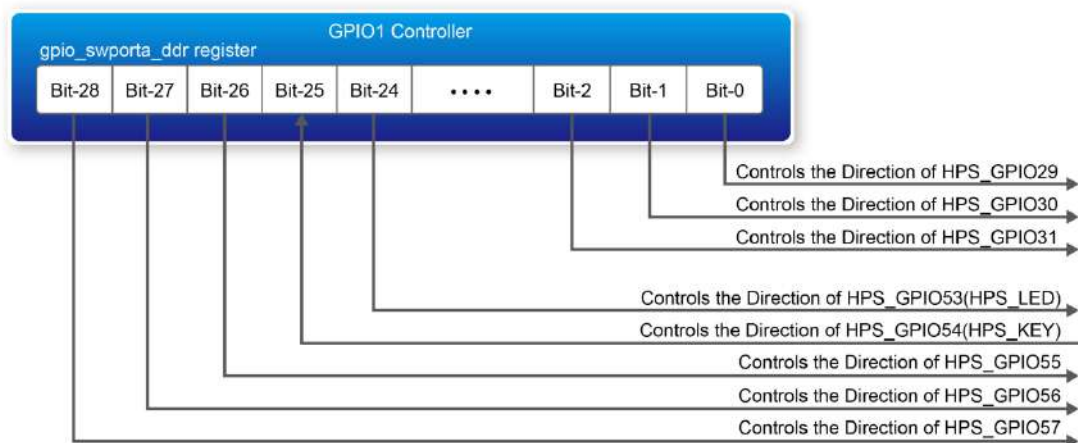 GPIO1 Controller
gpio_swporta_ddr register
Bit-28 Bit-27 Bit-26 Bit-25 Bit-24 •••• Bit-2 Bit-1 Bit-0
Controls the Direction of HPS_GPIO29
Controls the Direction of HPS_GPIO30
Controls the Direction of HPS_GPIO31
Controls the Direction of HPS_GPIO53(HPS_LED)
Controls the Direction of HPS_GPIO54(HPS_KEY)
Controls the Direction of HPS_GPIO55
Controls the Direction of HPS_GPIO56
Controls the Direction of HPS_GPIO57